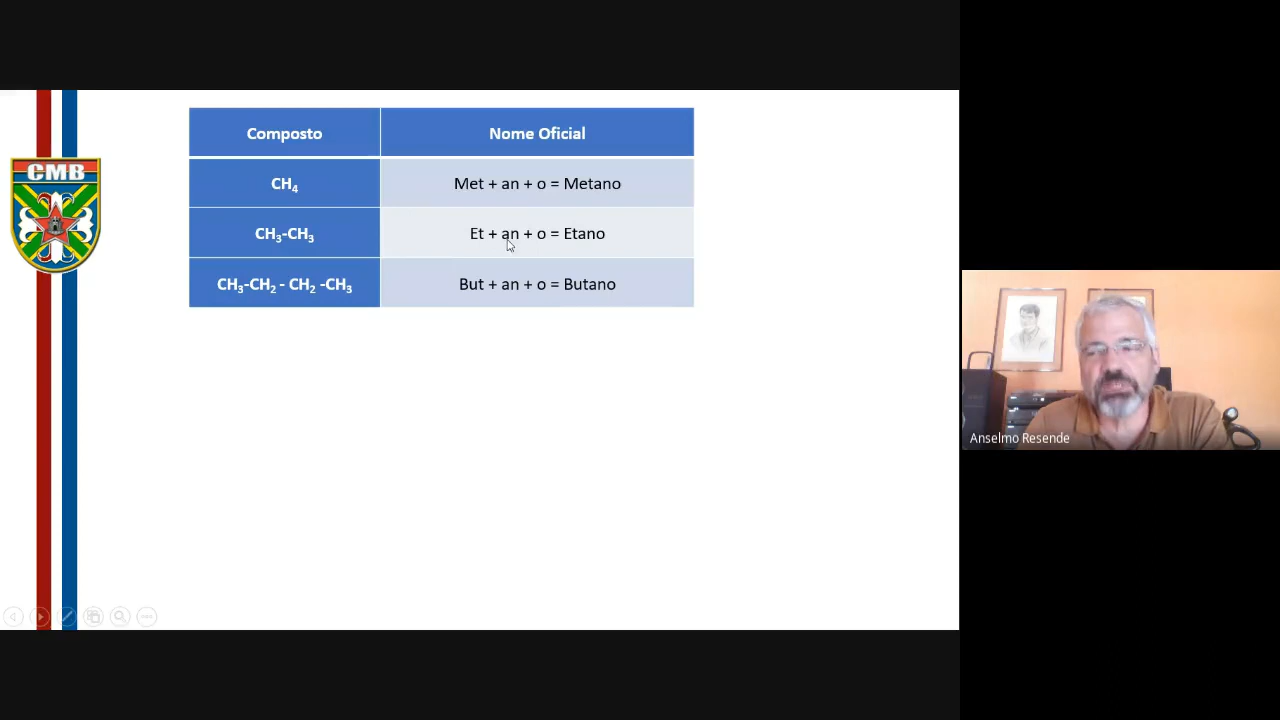 CMB
Composto Nome Oficial
CH₄ Met + an + o = Metano
CH₃-CH₃ Et + an + o = Etano
CH₃-CH₂ - CH₂ -CH₃ But + an + o = Butano
Anselmo Resende